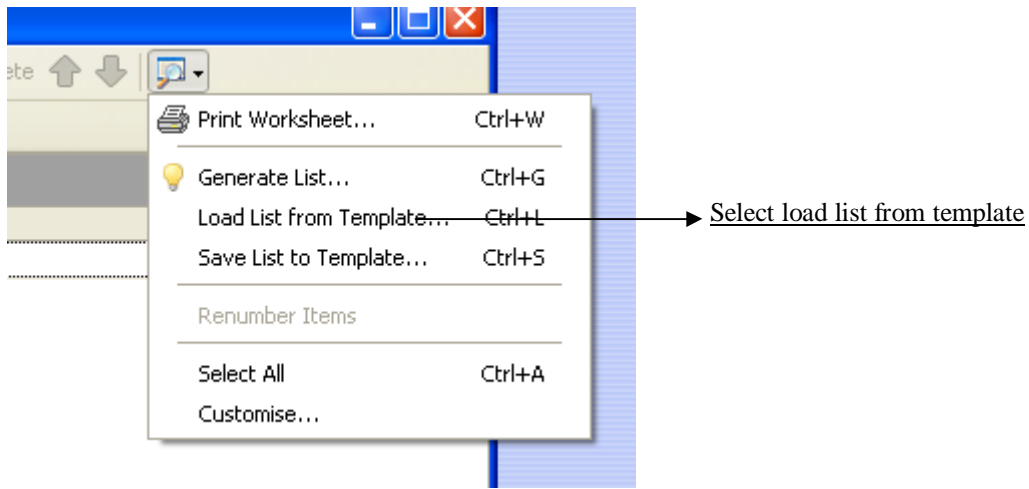 ete
Print Worksheet... Ctrl+W
Generate List... Ctrl+G
Load List from Template... Ctrl+L
Select load list from template
Save List to Template... Ctrl+S
Renumber Items
Select All Ctrl+A
Customise...